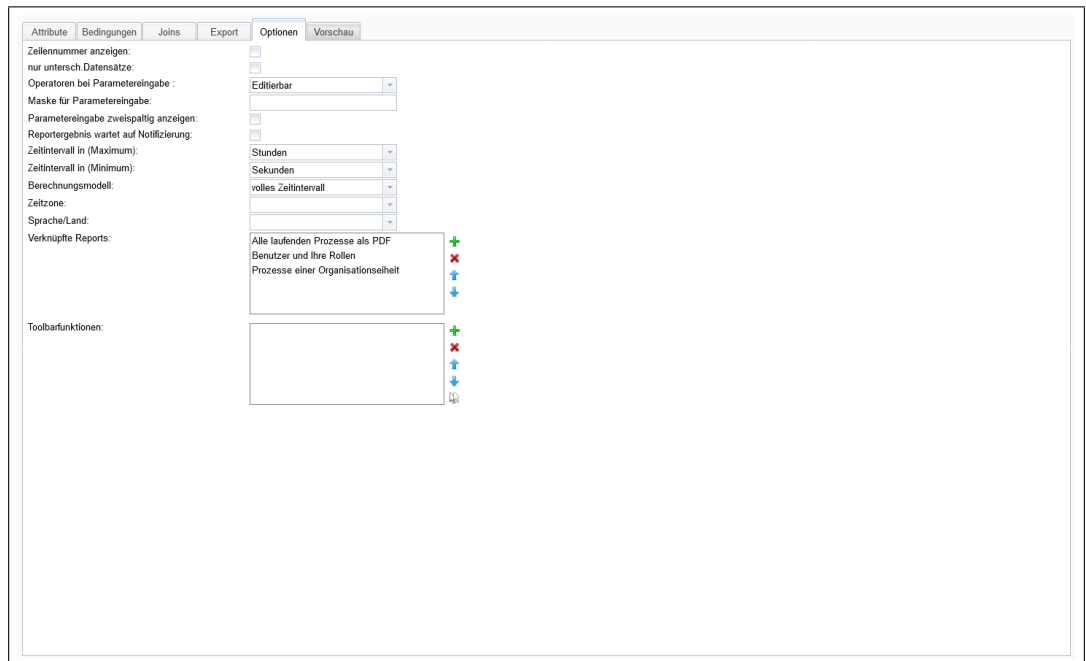 Attribute Bedingungen Joins Export Optionen Vorschau
Zeilennummer anzeigen:
nur untersch.Datensätze:
Operatoren bei Parametereingabe : Editierbar
Maske für Parametereingabe:
Parametereingabe zweispaltig anzeigen:
Reportergebnis wartet auf Notifizierung:
Zeitintervall in (Maximum): Stunden
Zeitintervall in (Minimum): Sekunden
Berechnungsmodell: volles Zeitintervall
Zeitzone:
Sprache/Land:
Verknüpfte Reports: Alle laufenden Prozesse als PDF
Benutzer und Ihre Rollen
Prozesse einer Organisationseiheit
Toolbarfunktionen: